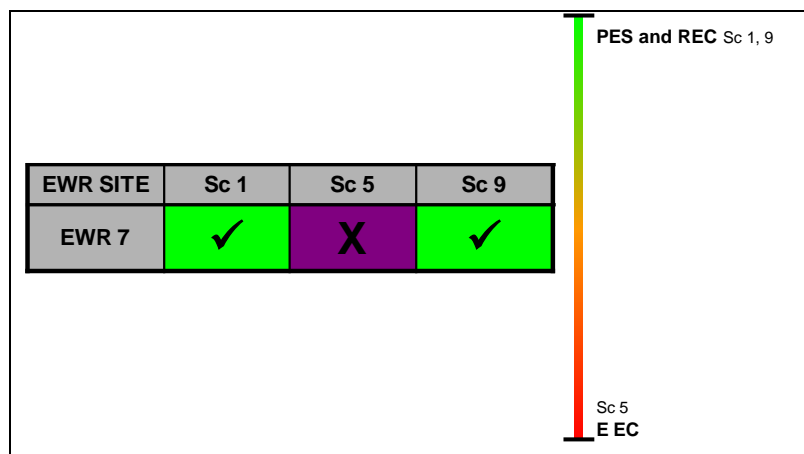 PES and REC Sc 1, 9
EWR SITE Sc 1 Sc 5 Sc 9
EWR 7 ✓ X ✓
Sc 5
E EC